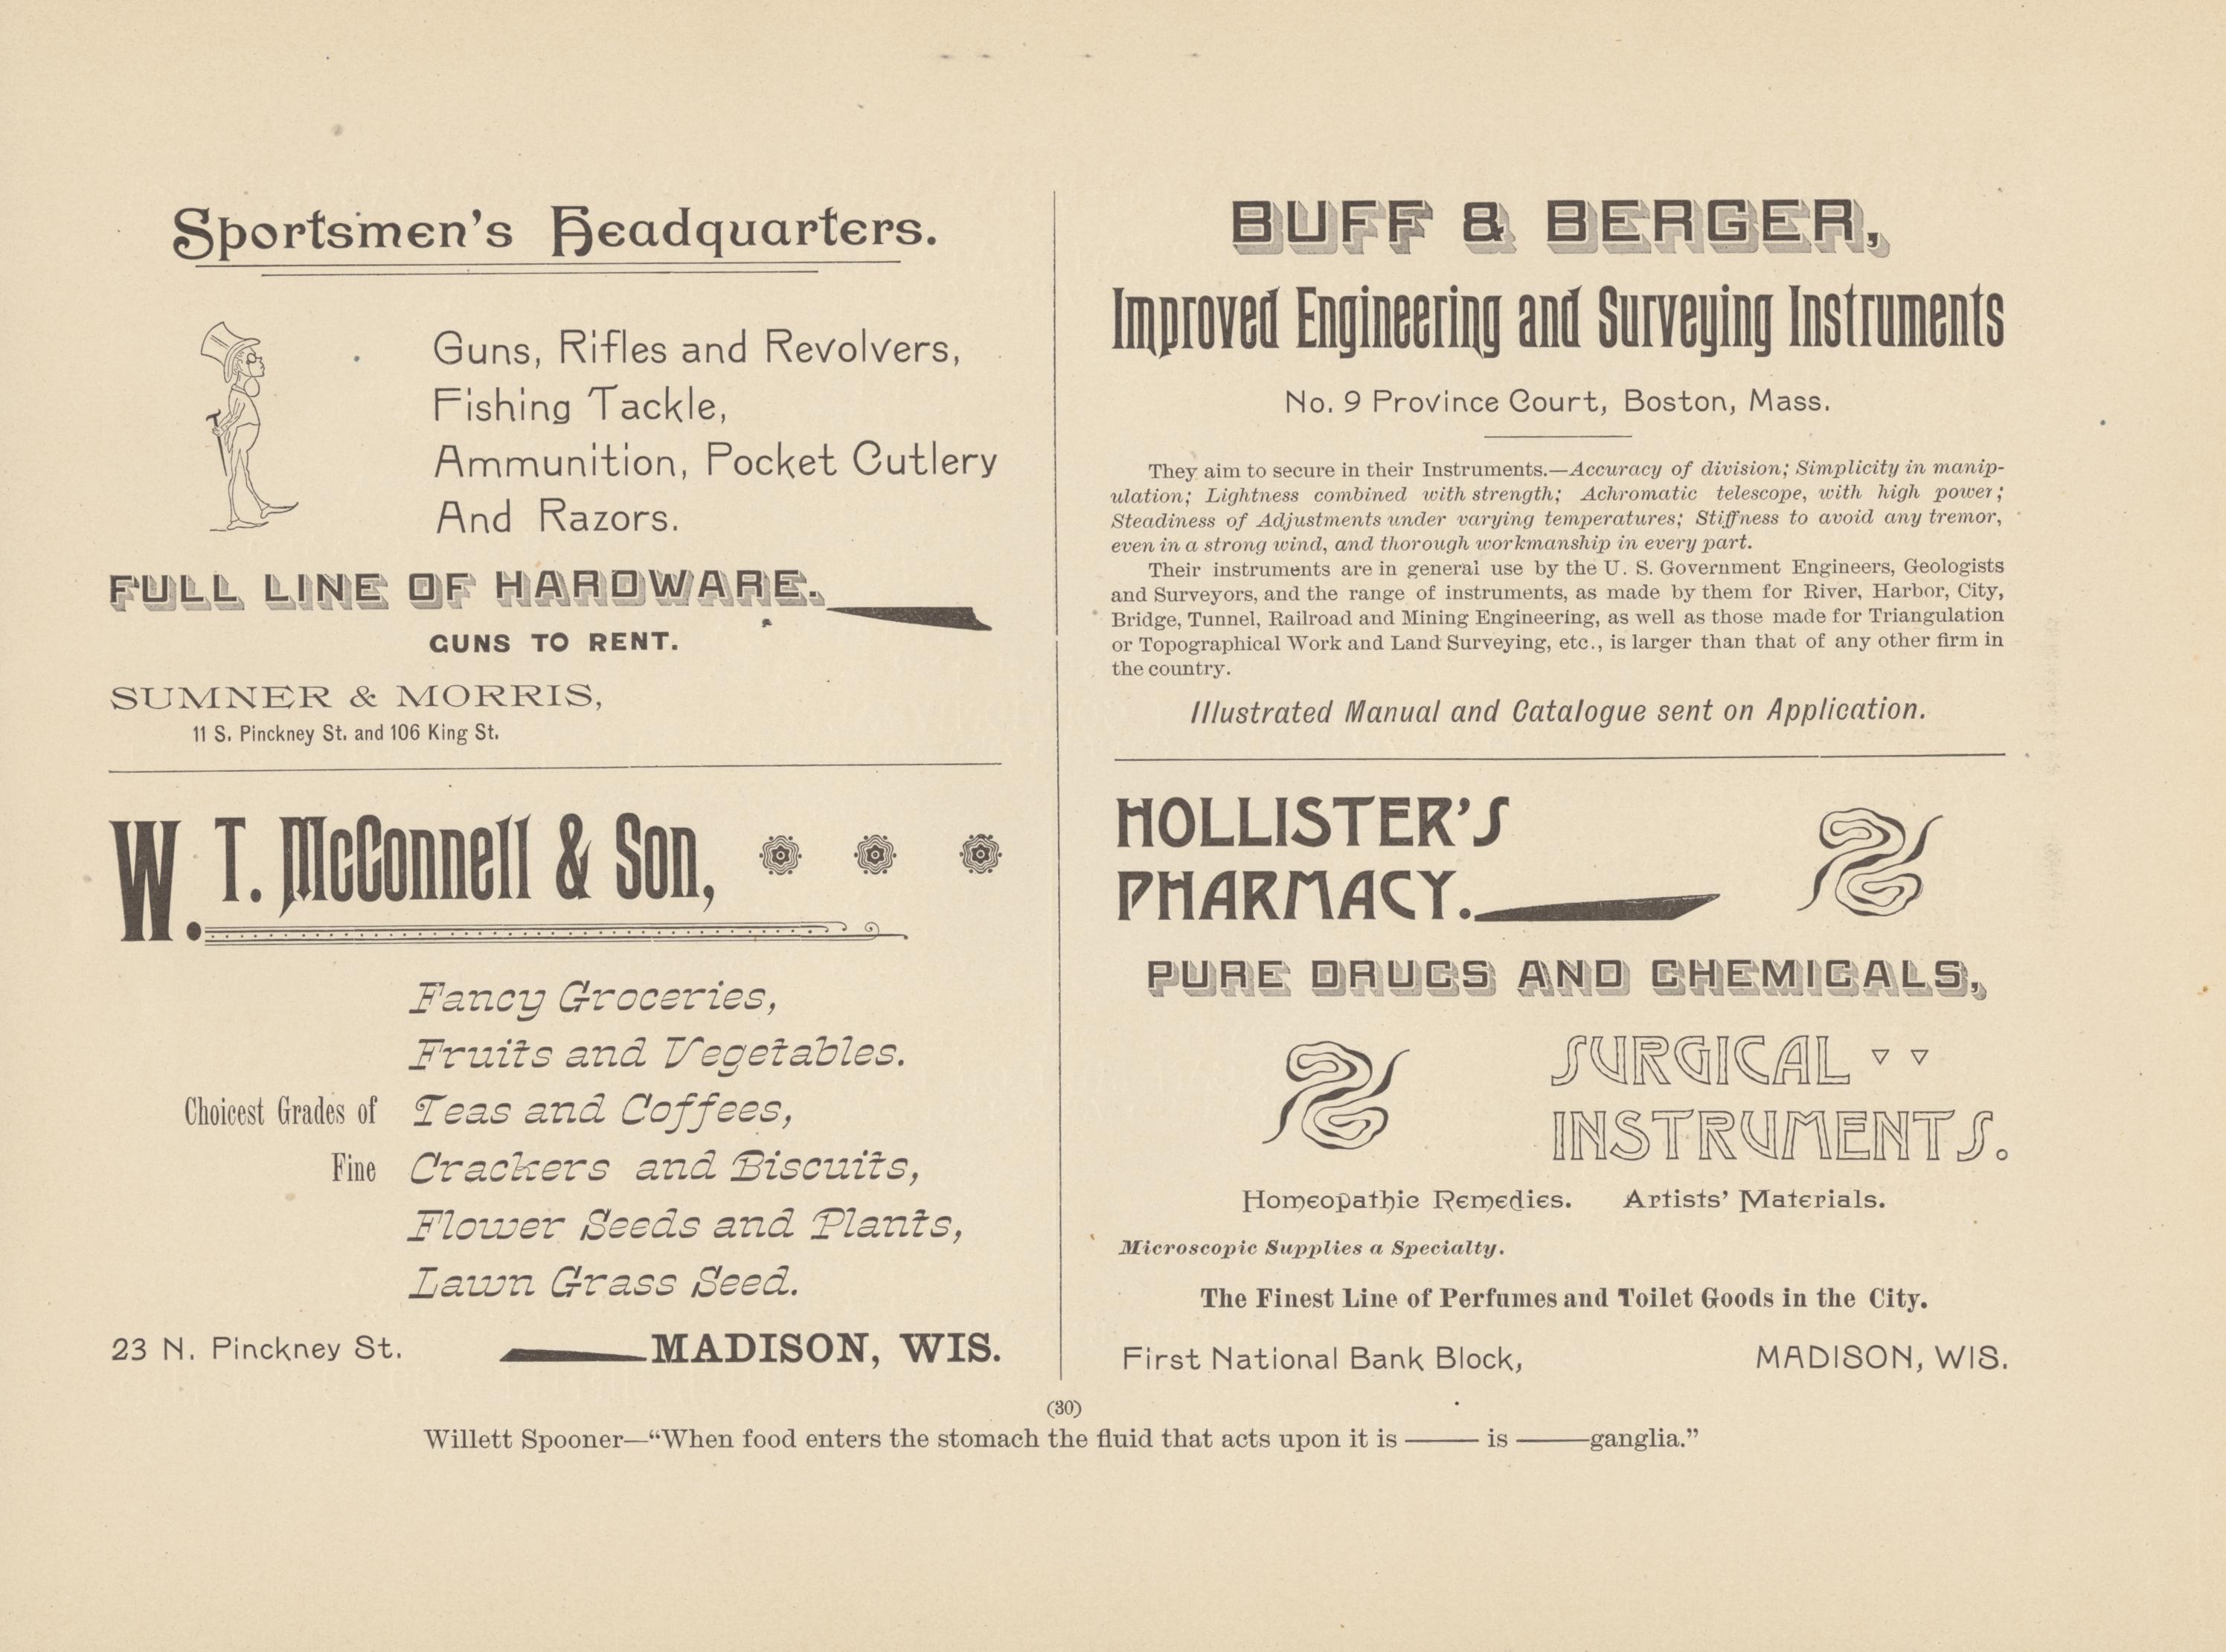 Sportsmen's Headquarters.
Guns, Rifles and Revolvers,
Fishing Tackle,
Ammunition, Pocket Cutlery
And Razors.
FULL LINE OF HARDWARE.
GUNS TO RENT.
SUMNER & MORRIS,
11 S. Pinckney St. and 106 King St.
W. T. McConnell & Son,
Fancy Groceries,
Fruits and Vegetables.
Choicest Grades of Teas and Coffees,
Fine Crackers and Biscuits,
Flower Seeds and Plants,
Lawn Grass Seed.
23 N. Pinckney St. MADISON, WIS.
BUFF & BERGER,
Improved Engineering and Surveying Instruments
No. 9 Province Court, Boston, Mass.
They aim to secure in their Instruments.—Accuracy of division; Simplicity in manip-
ulation; Lightness combined with strength; Achromatic telescope, with high power;
Steadiness of Adjustments under varying temperatures; Stiffness to avoid any tremor,
even in a strong wind, and thorough workmanship in every part.
Their instruments are in general use by the U. S. Government Engineers, Geologists
and Surveyors, and the range of instruments, as made by them for River, Harbor, City,
Bridge, Tunnel, Railroad and Mining Engineering, as well as those made for Triangulation
or Topographical Work and Land Surveying, etc., is larger than that of any other firm in
the country.
Illustrated Manual and Catalogue sent on Application.
HOLLISTER'S
PHARMACY.
PURE DRUGS AND CHEMICALS,
SURGICAL
INSTRUMENTS.
Homeopathic Remedies. Artists' Materials.
Microscopic Supplies a Specialty.
The Finest Line of Perfumes and Toilet Goods in the City.
First National Bank Block, MADISON, WIS.
(30)
Willett Spooner—“When food enters the stomach the fluid that acts upon it is —— is ——ganglia.”